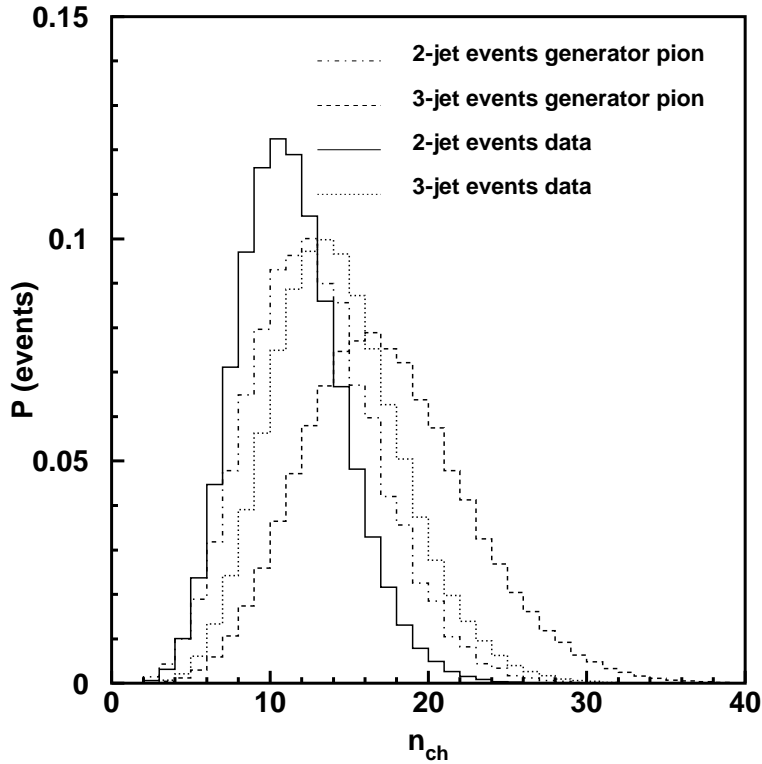 0.15
2-jet events generator pion
3-jet events generator pion
2-jet events data
3-jet events data
0.1
P (events)
0.05
0
0 10 20 30 40
n_ch